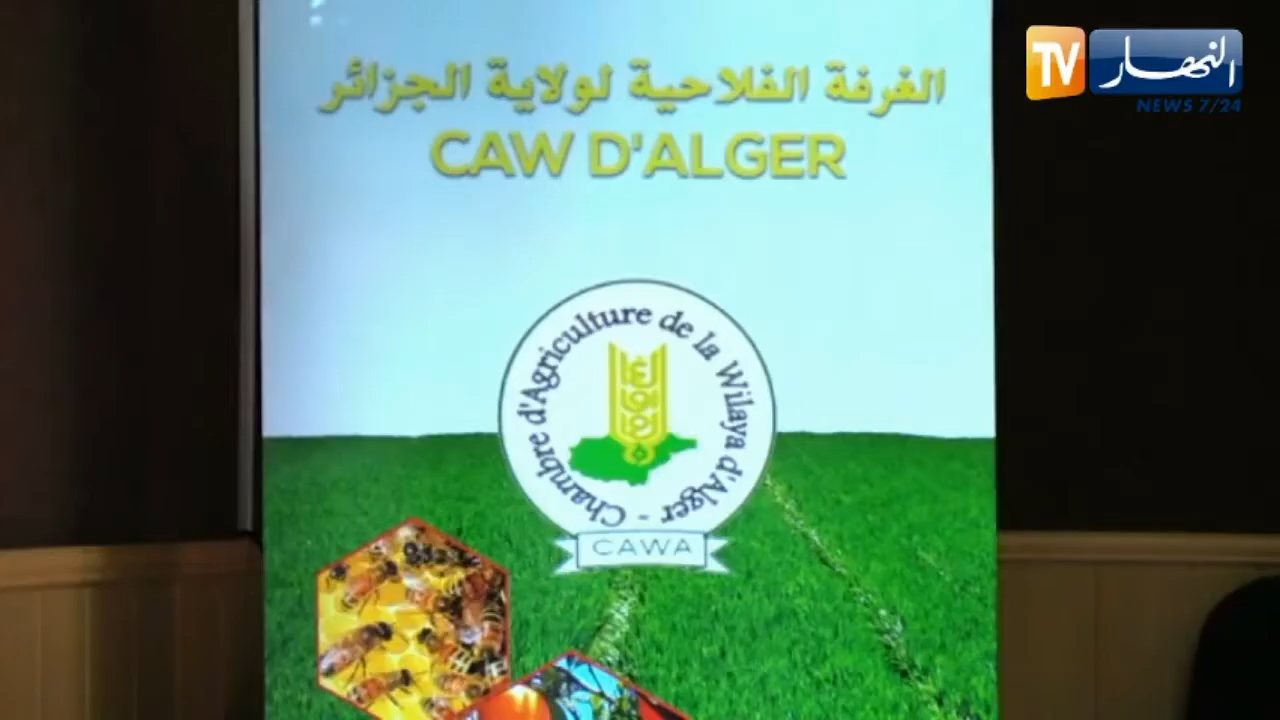 الغرفة الفلاحية لولاية الجزائر
CAW D'ALGER
Chambre d'Agriculture de la Wilaya d'Alger -
CAWA
TV النهار
NEWS 7/24